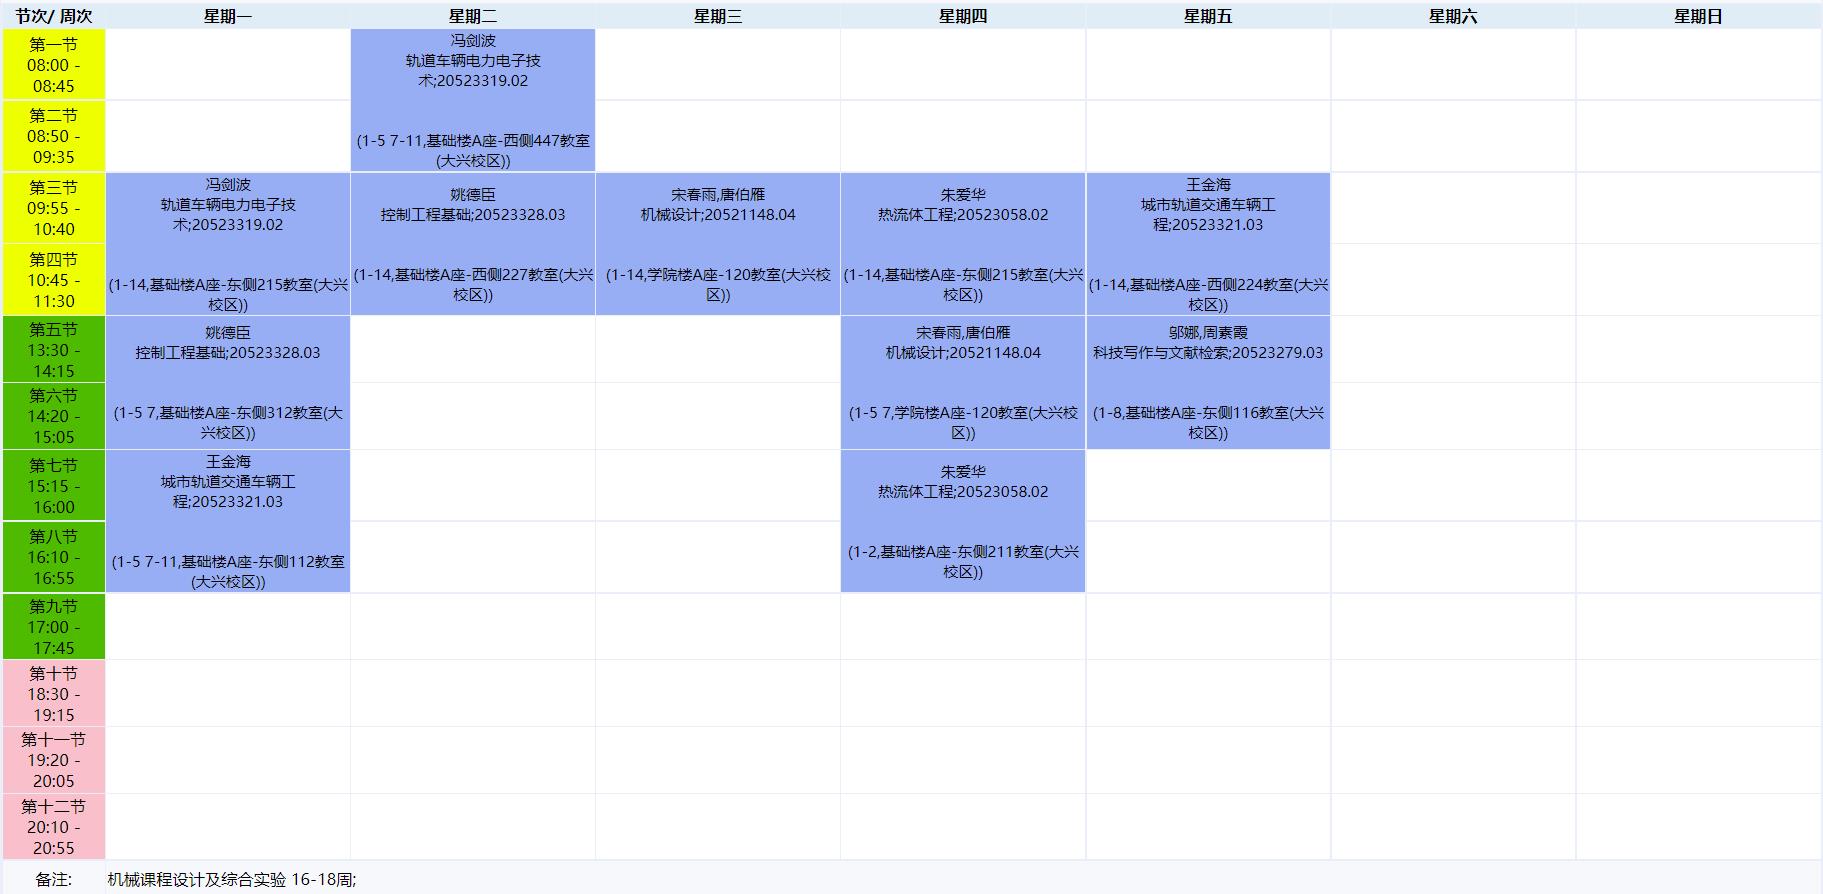 节次/ 周次
星期一
星期二
星期三
星期四
星期五
星期六
星期日
第一节
08:00 -
08:45
冯剑波
轨道车辆电力电子技
术;20523319.02
(1-5 7-11,基础楼A座-西侧447教室
(大兴校区))
第二节
08:50 -
09:35
第三节
09:55 -
10:40
冯剑波
轨道车辆电力电子技
术;20523319.02
(1-14,基础楼A座-东侧215教室(大兴
校区))
姚德臣
控制工程基础;20523328.03
(1-14,基础楼A座-西侧227教室(大兴
校区))
宋春雨,唐伯雁
机械设计;20521148.04
(1-14,学院楼A座-120教室(大兴校
区))
朱爱华
热流体工程;20523058.02
(1-14,基础楼A座-东侧215教室(大兴
校区))
王金海
城市轨道交通车辆工
程;20523321.03
(1-14,基础楼A座-西侧224教室(大兴
校区))
第四节
10:45 -
11:30
第五节
13:30 -
14:15
姚德臣
控制工程基础;20523328.03
(1-5 7,基础楼A座-东侧312教室(大
兴校区))
宋春雨,唐伯雁
机械设计;20521148.04
(1-5 7,学院楼A座-120教室(大兴校
区))
邬娜,周素霞
科技写作与文献检索;20523279.03
(1-8,基础楼A座-东侧116教室(大兴
校区))
第六节
14:20 -
15:05
第七节
15:15 -
16:00
王金海
城市轨道交通车辆工
程;20523321.03
(1-5 7-11,基础楼A座-东侧112教室
(大兴校区))
朱爱华
热流体工程;20523058.02
(1-2,基础楼A座-东侧211教室(大兴
校区))
第八节
16:10 -
16:55
第九节
17:00 -
17:45
第十节
18:30 -
19:15
第十一节
19:20 -
20:05
第十二节
20:10 -
20:55
备注:
机械课程设计及综合实验 16-18周;